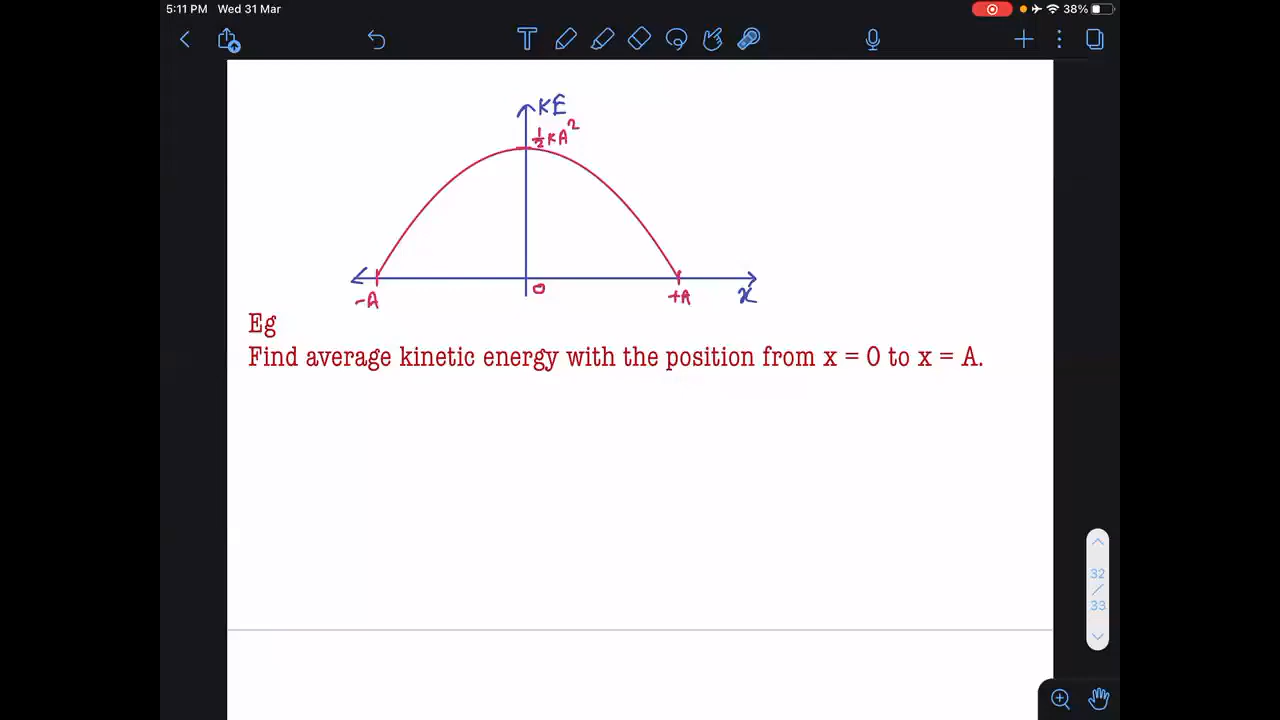 5:11 PM Wed 31 Mar
38%
T
KE
½KA²
-A
0
+A
x
Eg
Find average kinetic energy with the position from x = 0 to x = A.
32
/
33